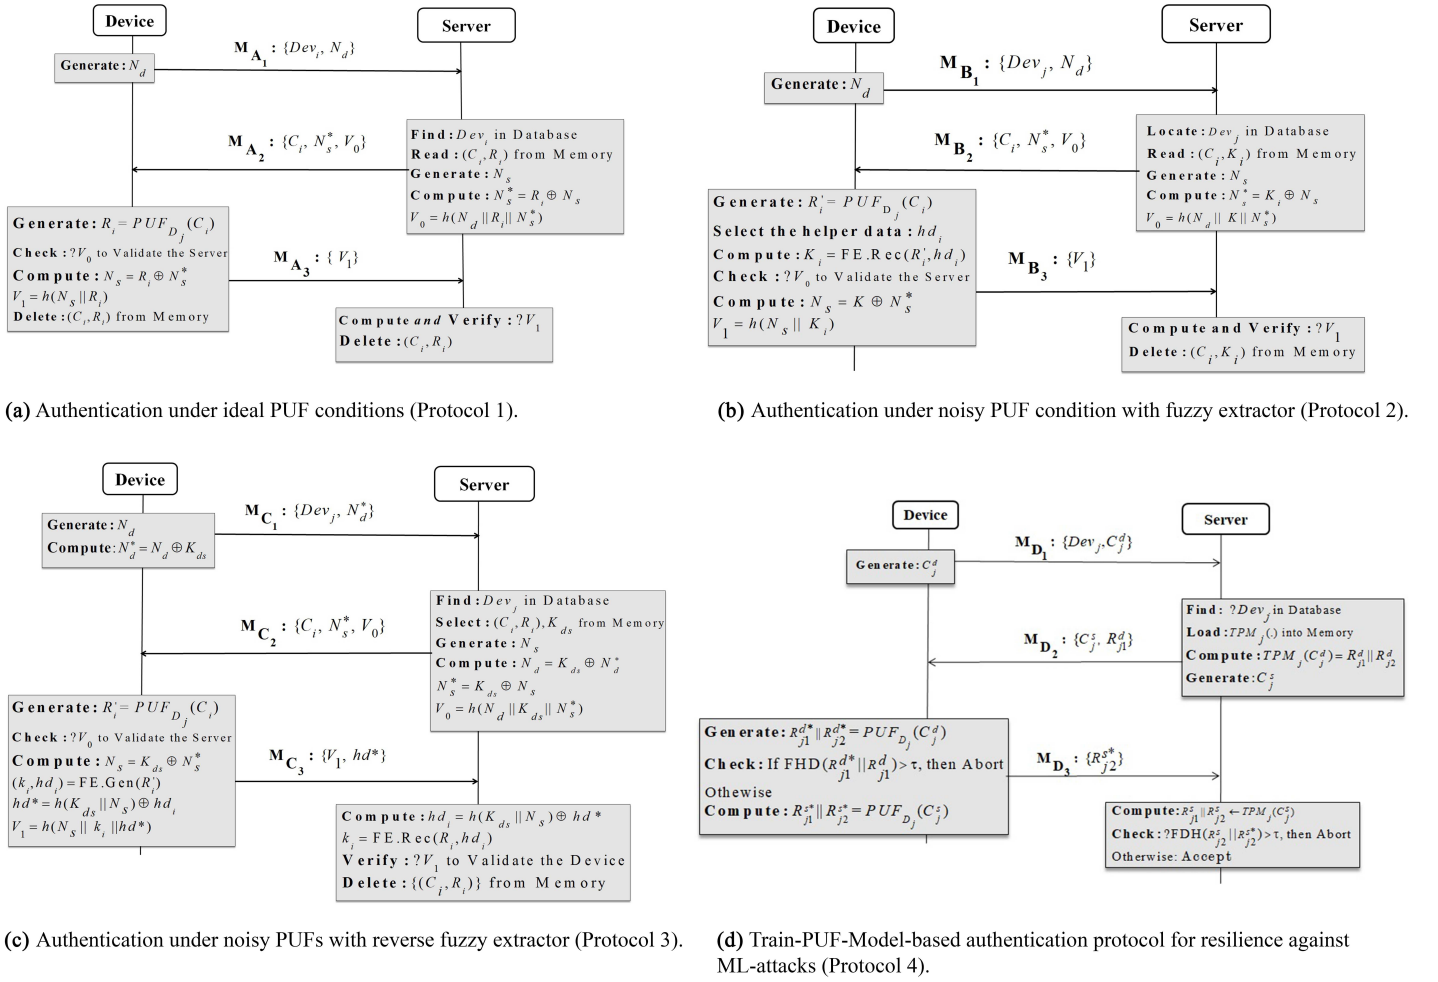 Device
Server
Generate: N_d
M_A1 : {Dev_i, N_d}
Find: Dev_i in Database
Read: (C_i, R_i) from Memory
Generate: N_s
Compute: N_s^* = R_i ⊕ N_s
V_0 = h(N_d || R_i || N_s^*)
M_A2 : {C_i, N_s^*, V_0}
Generate: R_i = PUF_D_j (C_i)
Check: ?V_0 to Validate the Server
Compute: N_s = R_i ⊕ N_s^*
V_1 = h(N_s || R_i)
Delete: (C_i, R_i) from Memory
M_A3 : { V_1}
Compute and Verify: ?V_1
Delete: (C_i, R_i)
(a) Authentication under ideal PUF conditions (Protocol 1).
Device
Server
Generate: N_d
M_B1 : {Dev_j, N_d}
Locate: Dev_j in Database
Read: (C_i, K_i) from Memory
Generate: N_s
Compute: N_s^* = K_i ⊕ N_s
V_0 = h(N_d || K || N_s^*)
M_B2 : {C_i, N_s^*, V_0}
Generate: R_i' = PUF_D_j (C_i)
Select the helper data: hd_i
Compute: K_i = FE.Rec(R_i', hd_i)
Check: ?V_0 to Validate the Server
Compute: N_s = K ⊕ N_s^*
V_1 = h(N_s || K_i)
M_B3 : {V_1}
Compute and Verify: ?V_1
Delete: (C_i, K_i) from Memory
(b) Authentication under noisy PUF condition with fuzzy extractor (Protocol 2).
Device
Server
Generate: N_d
Compute: N_d^* = N_d ⊕ K_ds
M_C1 : {Dev_j, N_d^*}
Find: Dev_j in Database
Select: (C_i, R_i), K_ds from Memory
Generate: N_s
Compute: N_d = K_ds ⊕ N_d^*
N_s^* = K_ds ⊕ N_s
V_0 = h(N_d || K_ds || N_s^*)
M_C2 : {C_i, N_s^*, V_0}
Generate: R_i' = PUF_D_j (C_i)
Check: ?V_0 to Validate the Server
Compute: N_s = K_ds ⊕ N_s^*
(k_i, hd_i) = FE.Gen(R_i')
hd* = h(K_ds || N_s) ⊕ hd_i
V_1 = h(N_s || k_i || hd*)
M_C3 : {V_1, hd*}
Compute: hd_i = h(K_ds || N_s) ⊕ hd*
k_i = FE.Rec(R_i, hd_i)
Verify: ?V_1 to Validate the Device
Delete: {(C_i, R_i)} from Memory
(c) Authentication under noisy PUFs with reverse fuzzy extractor (Protocol 3).
Device
Server
Generate: C_j^d
M_D1 : {Dev_j, C_j^d}
Find: ?Dev_j in Database
Load: TPM_j(.) into Memory
Compute: TPM_j(C_j^d) = R_j1^d || R_j2^d
Generate: C_j^s
M_D2 : {C_j^s, R_j1^d}
Generate: R_j1^d* || R_j2^d* = PUF_D_j (C_j^d)
Check: If FHD(R_j1^d* || R_j1^d) > τ, then Abort
Othewise
Compute: R_j1^s* || R_j2^s* = PUF_D_j (C_j^s)
M_D3 : {R_j2^s*}
Compute: R_j1^s || R_j2^s ← TPM_j(C_j^s)
Check: ?FDH(R_j2^s || R_j2^s*) > τ, then Abort
Otherwise: Accept
(d) Train-PUF-Model-based authentication protocol for resilience against
ML-attacks (Protocol 4).